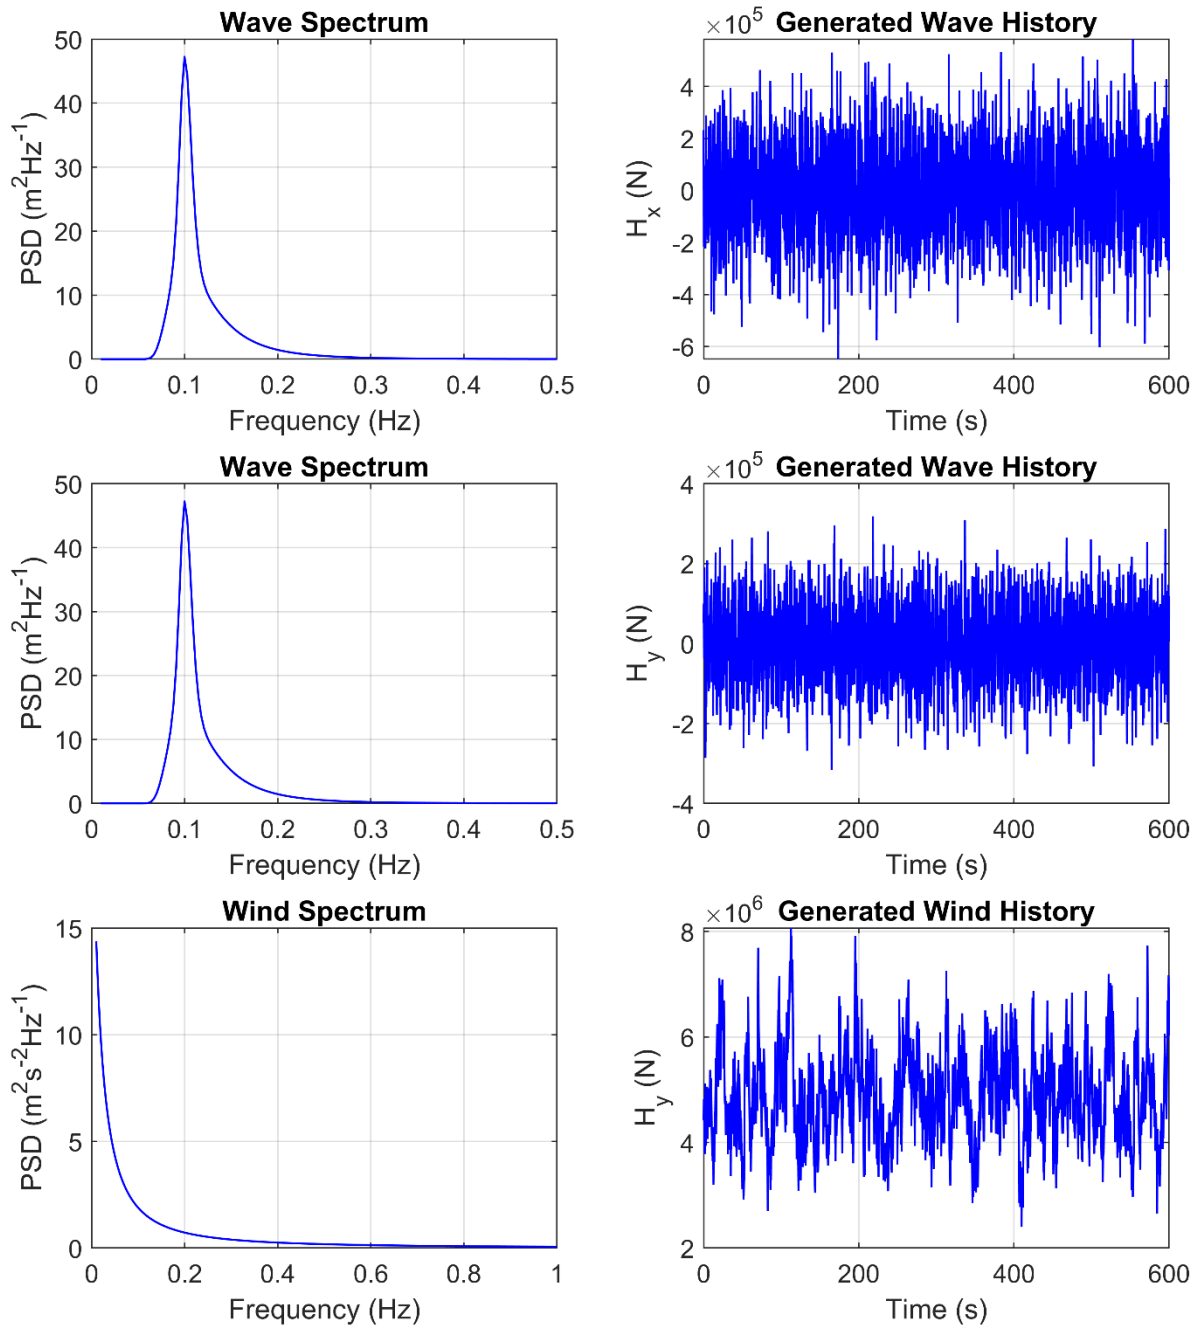 Wave Spectrum
50
40
30
20
10
0
PSD (m²Hz⁻¹)
0 0.1 0.2 0.3 0.4 0.5
Frequency (Hz)
×10⁵ Generated Wave History
4
2
0
-2
-4
-6
Hₓ (N)
0 200 400 600
Time (s)
Wave Spectrum
50
40
30
20
10
0
PSD (m²Hz⁻¹)
0 0.1 0.2 0.3 0.4 0.5
Frequency (Hz)
×10⁵ Generated Wave History
4
2
0
-2
-4
H_y (N)
0 200 400 600
Time (s)
Wind Spectrum
15
10
5
0
PSD (m²s⁻²Hz⁻¹)
0 0.2 0.4 0.6 0.8 1
Frequency (Hz)
×10⁶ Generated Wind History
8
6
4
2
H_y (N)
0 200 400 600
Time (s)